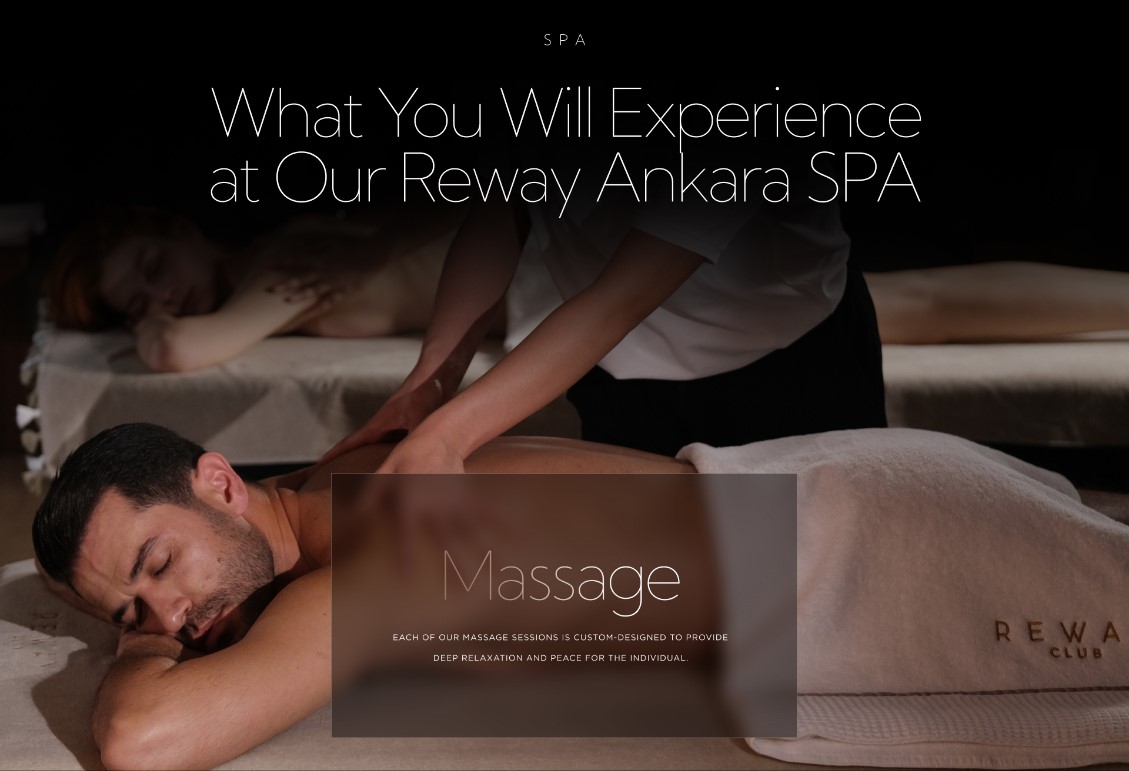 SPA
What You Will Experience
at Our Reway Ankara SPA
Massage
EACH OF OUR MASSAGE SESSIONS IS CUSTOM-DESIGNED TO PROVIDE
DEEP RELAXATION AND PEACE FOR THE INDIVIDUAL.
REWA
CLUB